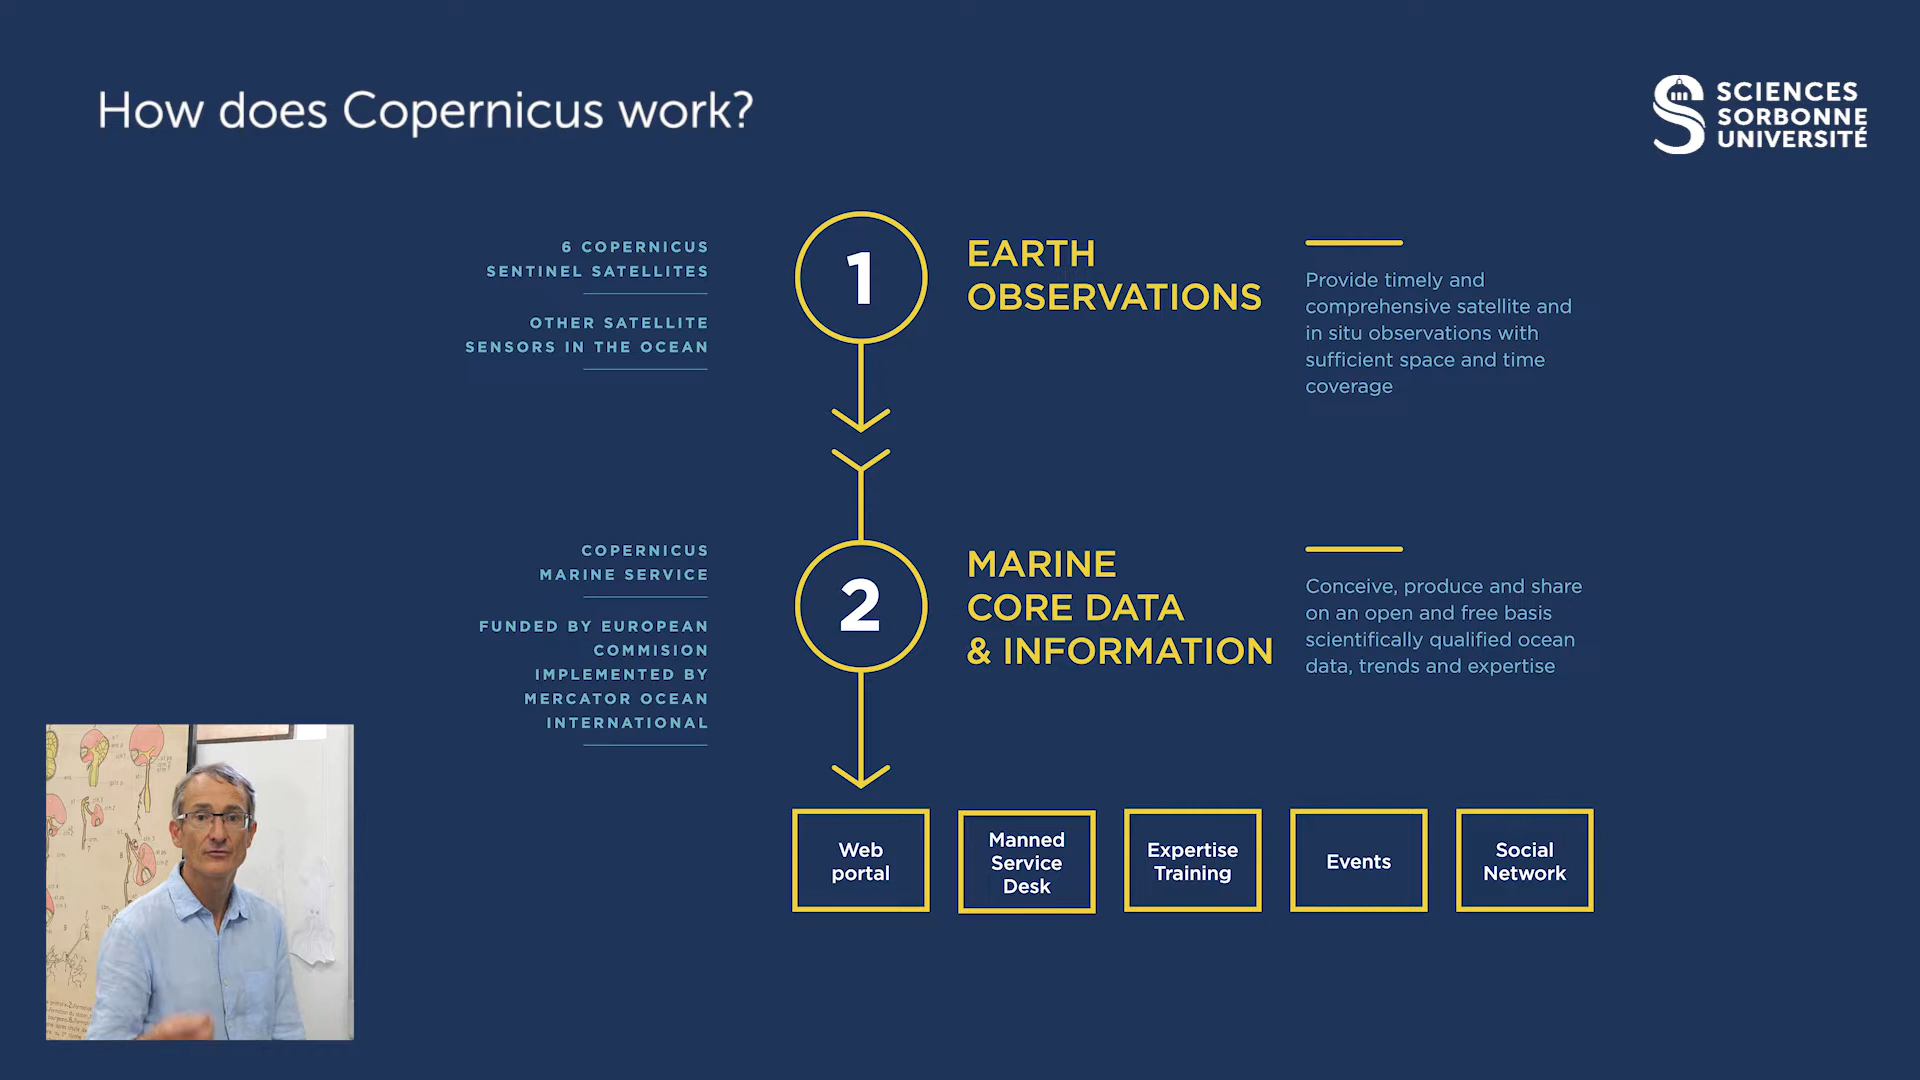 How does Copernicus work?
SCIENCES
SORBONNE
UNIVERSITÉ
6 COPERNICUS
SENTINEL SATELLITES
OTHER SATELLITE
SENSORS IN THE OCEAN
1
EARTH
OBSERVATIONS
Provide timely and
comprehensive satellite and
in situ observations with
sufficient space and time
coverage
COPERNICUS
MARINE SERVICE
FUNDED BY EUROPEAN
COMMISION
IMPLEMENTED BY
MERCATOR OCEAN
INTERNATIONAL
2
MARINE
CORE DATA
& INFORMATION
Conceive, produce and share
on an open and free basis
scientifically qualified ocean
data, trends and expertise
Web
portal
Manned
Service
Desk
Expertise
Training
Events
Social
Network